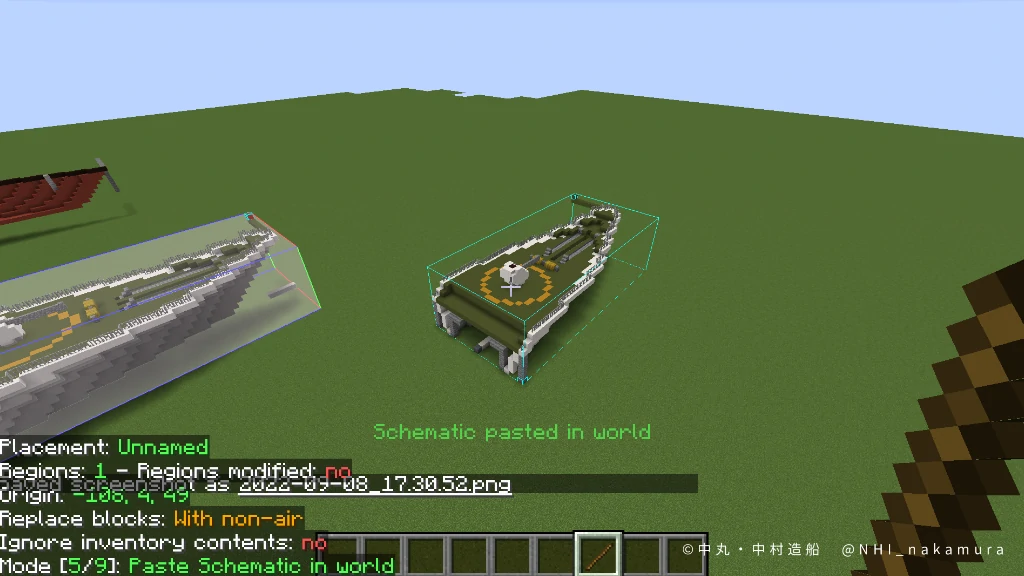 Schematic pasted in world
Placement: Unnamed
Regions: 1 - Regions modified: no
Saved screenshot as 2022-09-08_17.30.52.png
Origin: -108, 4, 49
Replace blocks: With non-air
Ignore inventory contents: no
Mode [5/9]: Paste Schematic in world
©中丸・中村造船 @NHI_nakamura